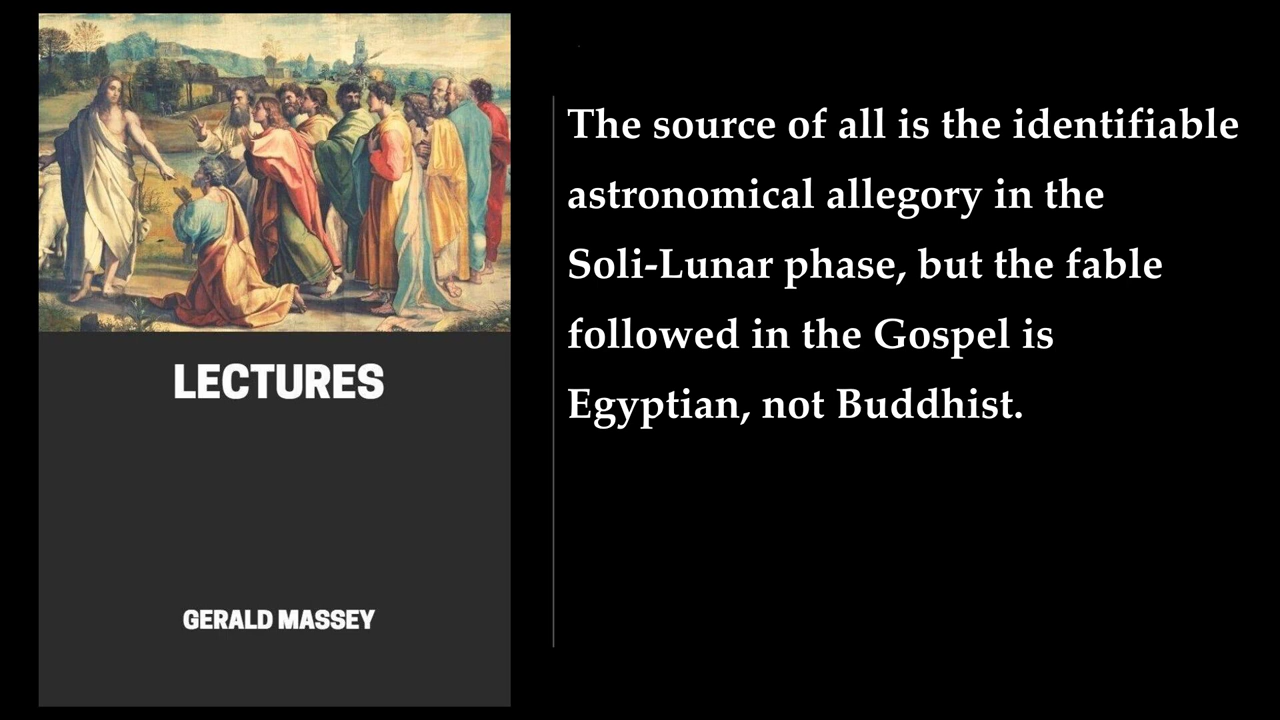 LECTURES
GERALD MASSEY
The source of all is the identifiable
astronomical allegory in the
Soli-Lunar phase, but the fable
followed in the Gospel is
Egyptian, not Buddhist.